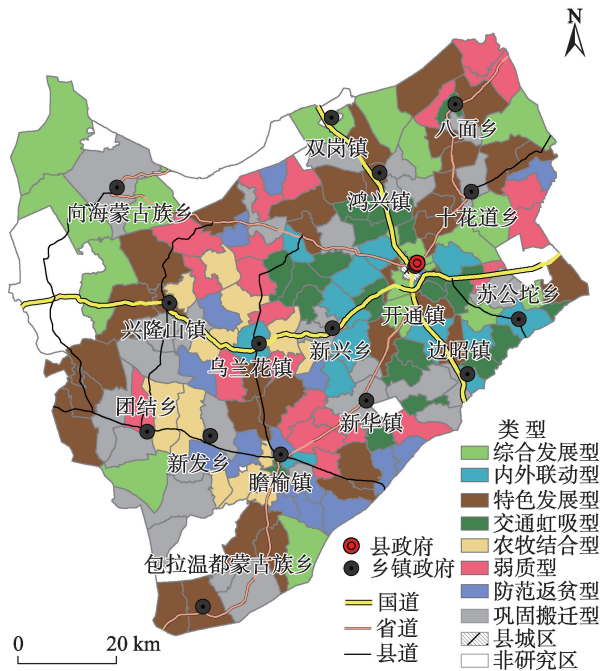 N
八面乡
双岗镇
鸿兴镇
向海蒙古族乡
十花道乡
苏公坨乡
兴隆山镇
开通镇
新兴乡
乌兰花镇
边昭镇
团结乡
新华镇
新发乡
瞻榆镇
包拉温都蒙古族乡
类 型
综合发展型
内外联动型
特色发展型
交通虹吸型
农牧结合型
弱质型
防范返贫型
巩固搬迁型
县城区
非研究区
县政府
乡镇政府
国道
省道
县道
0 20 km